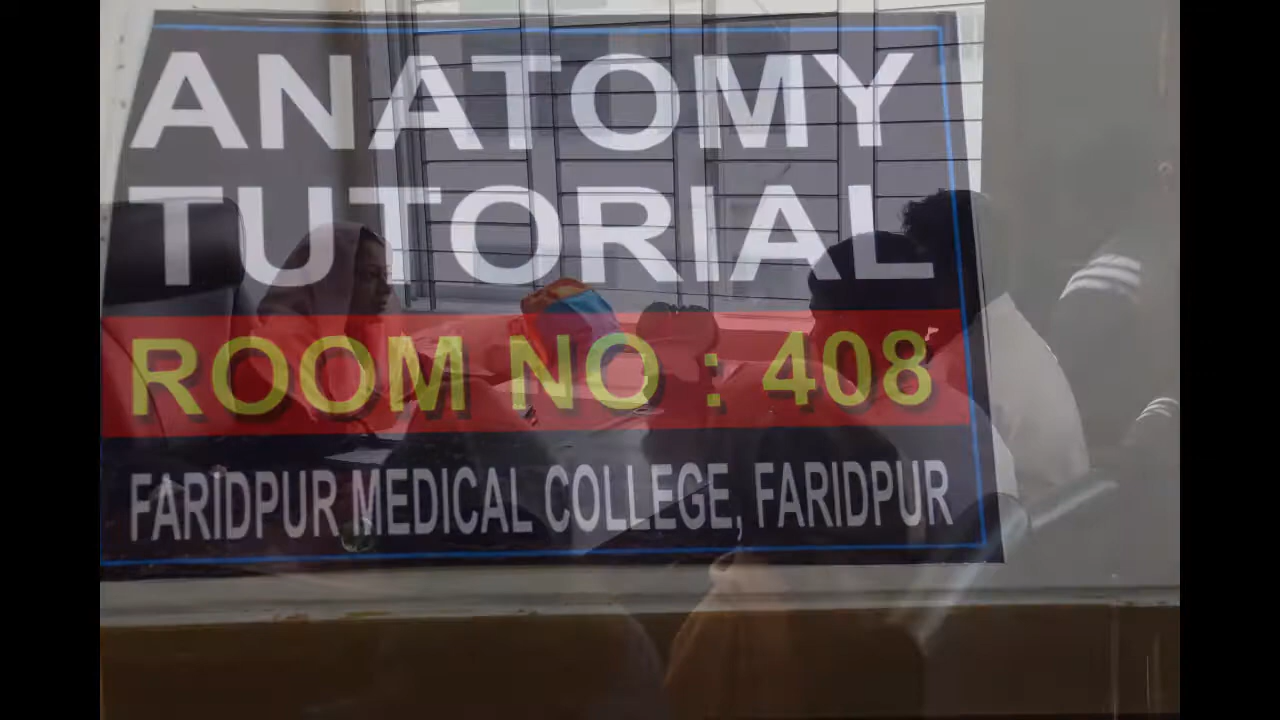 ANATOMY
TUTORIAL
ROOM NO : 408
FARIDPUR MEDICAL COLLEGE, FARIDPUR